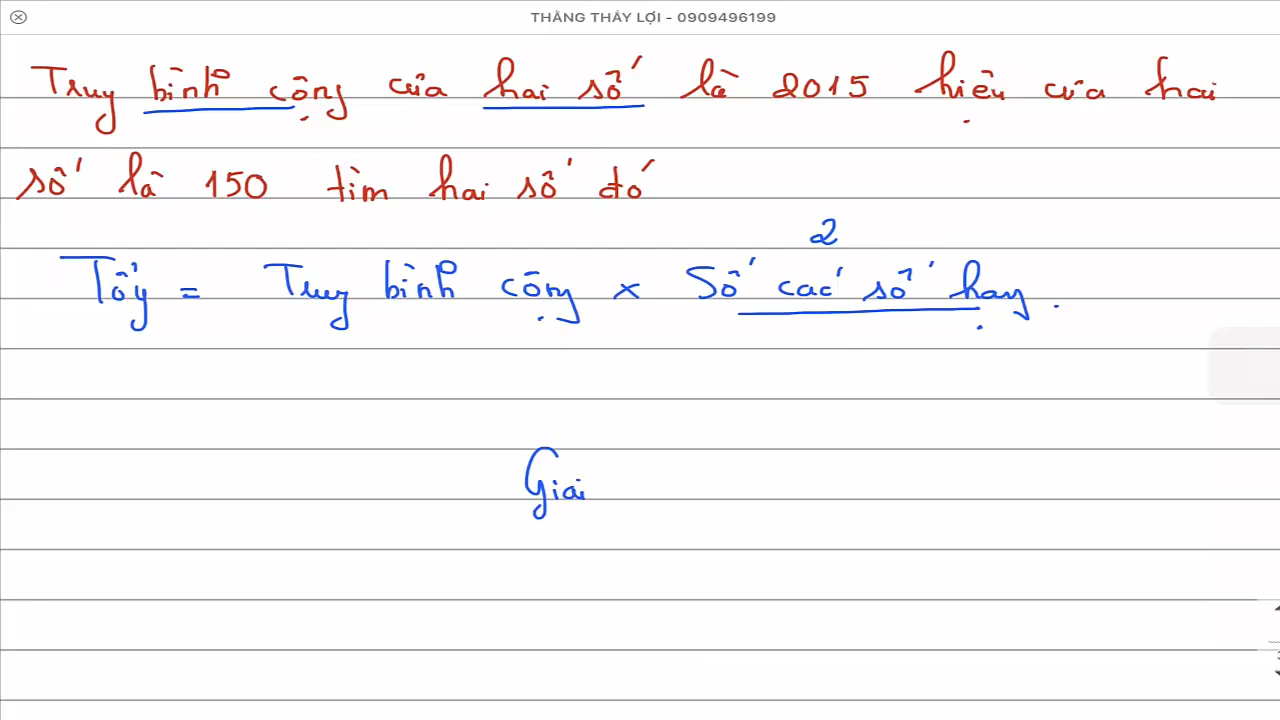 THẮNG THẦY LỢI - 0909496199
Trung bình cộng của hai số là 2015 hiệu của hai
số là 150 tìm hai số đó
2
Tổng = Trung bình cộng x Số các số hạng.
Giải